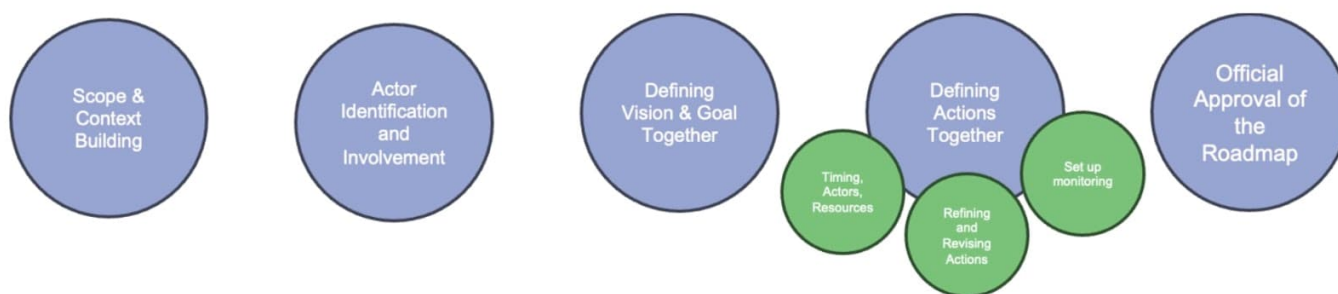 Scope &
Context
Building
Actor
Identification
and
Involvement
Defining
Vision & Goal
Together
Defining
Actions
Together
Timing,
Actors,
Resources
Refining
and
Revising
Actions
Set up
monitoring
Official
Approval of
the
Roadmap